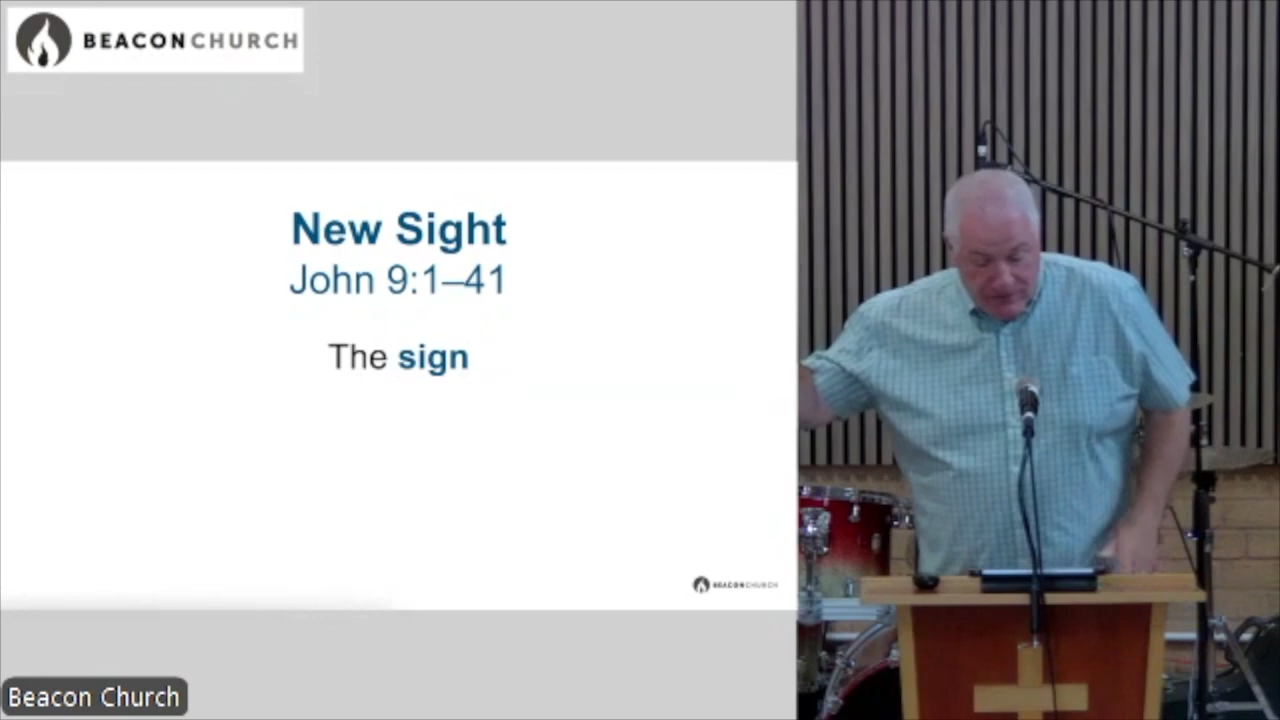 BEACONCHURCH
New Sight
John 9:1–41
The sign
BEACONCHURCH
Beacon Church